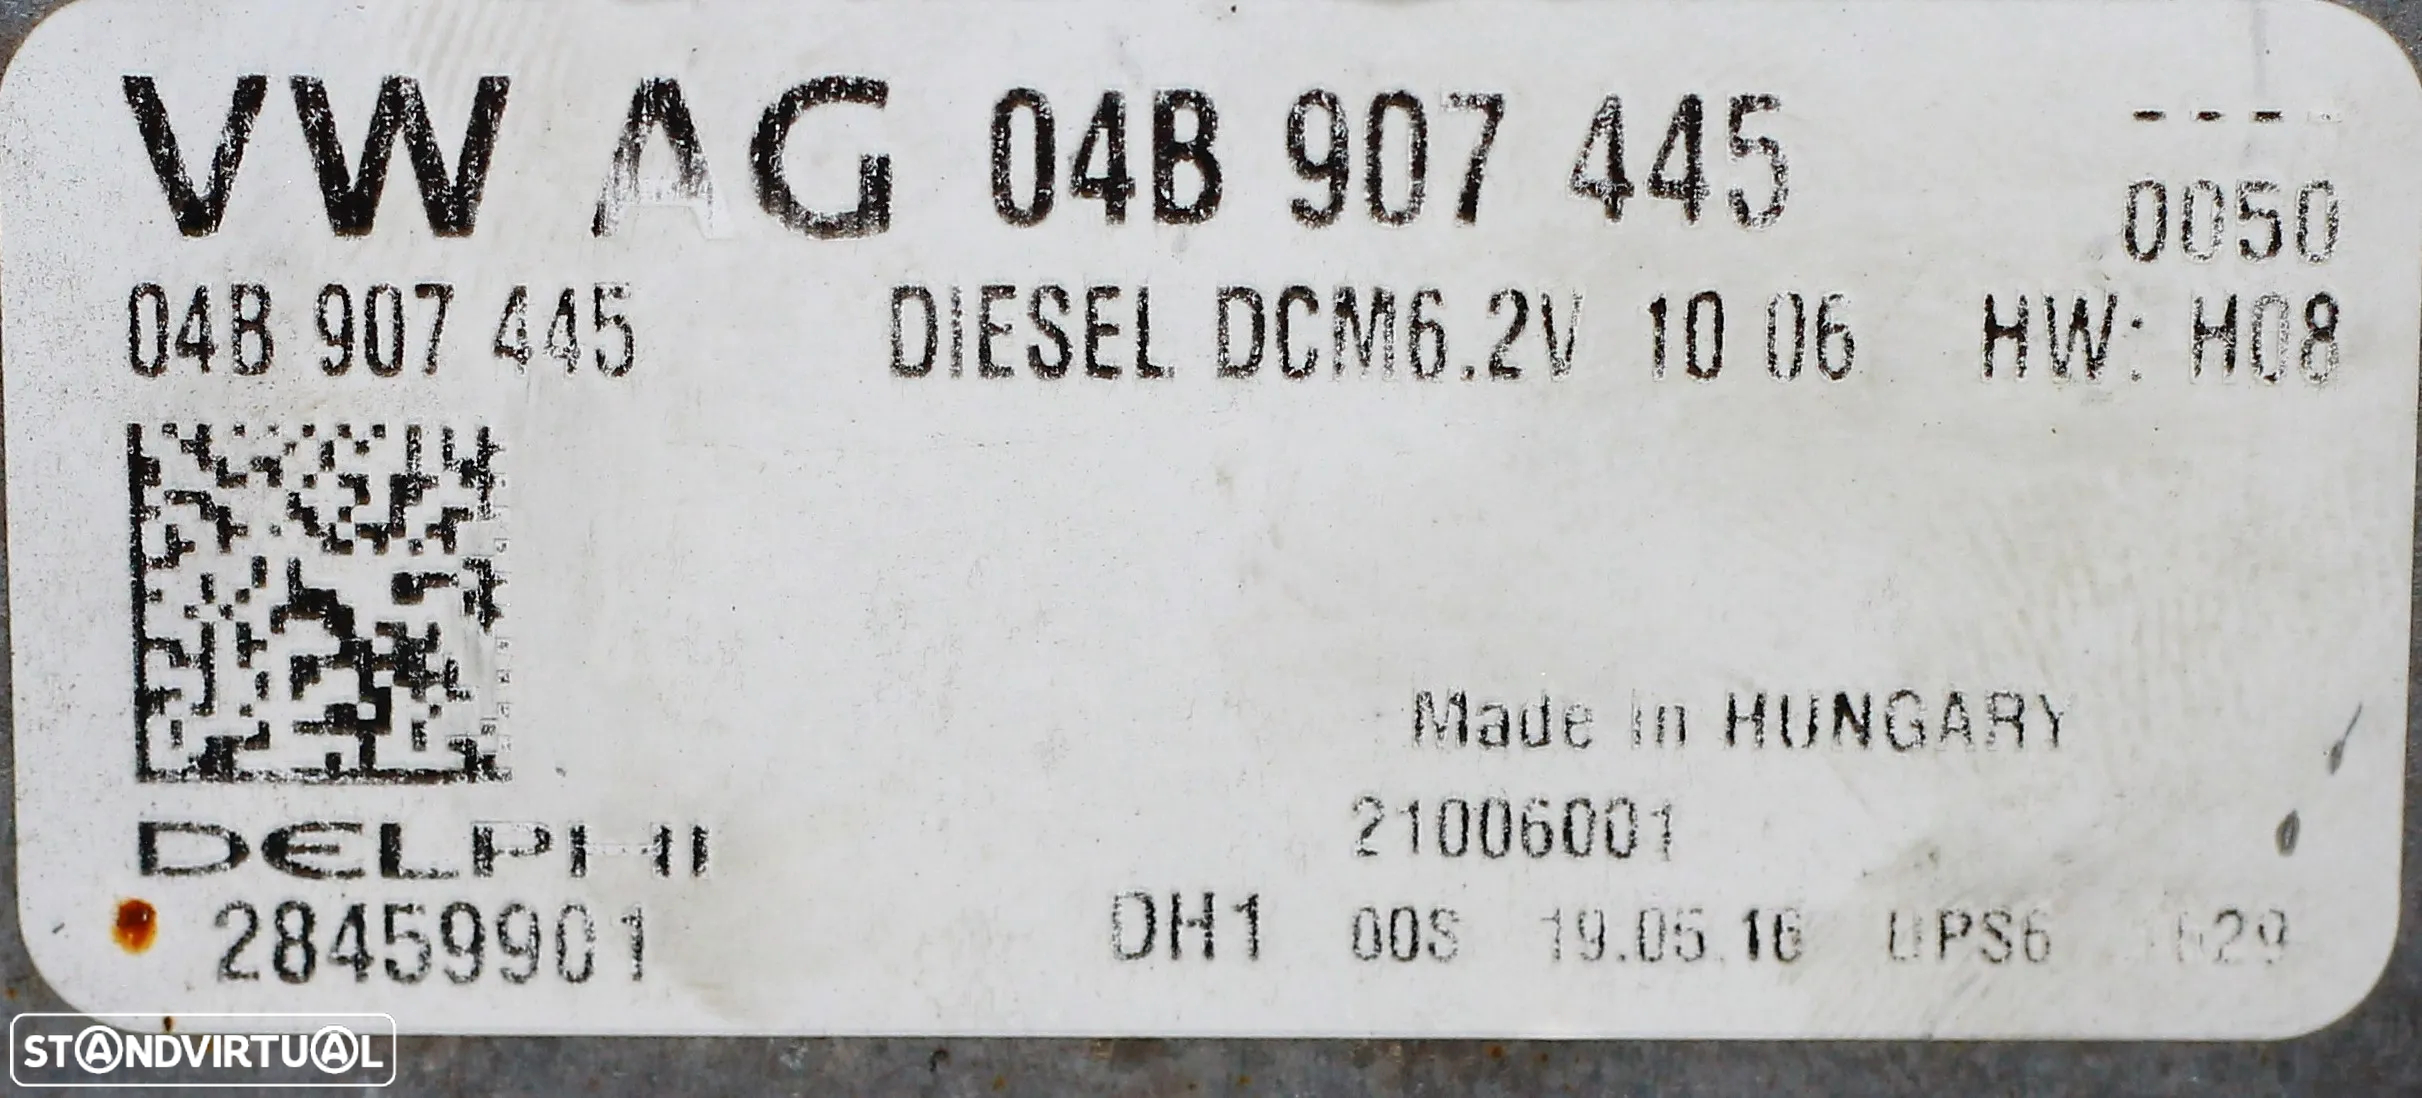 VW AG 04B 907 445 ----
0050
04B 907 445 DIESEL DCM6.2V 10 06 HW: H08
Made in HUNGARY
DELPHI
21006001
28459901 DH1 00S 19.05.16 UPS6
STANDVIRTUAL